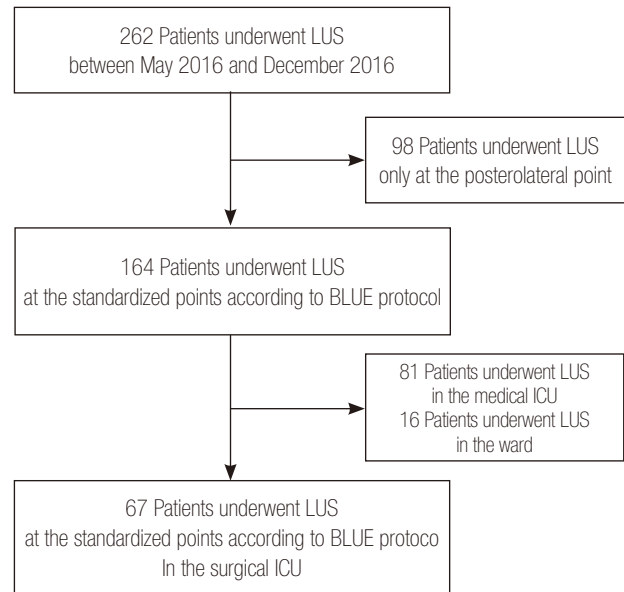 262 Patients underwent LUS
between May 2016 and December 2016
98 Patients underwent LUS
only at the posterolateral point
164 Patients underwent LUS
at the standardized points according to BLUE protocol
81 Patients underwent LUS
in the medical ICU
16 Patients underwent LUS
in the ward
67 Patients underwent LUS
at the standardized points according to BLUE protoco
In the surgical ICU